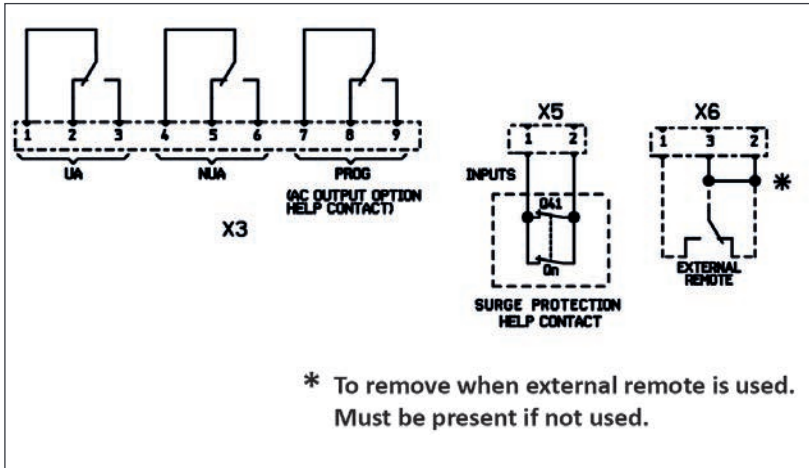 1 2 3 4 5 6 7 8 9
UA NUA PROG
(AC OUTPUT OPTION
HELP CONTACT)
X3
X5
1 2
INPUTS
Q41
Qn
SURGE PROTECTION
HELP CONTACT
X6
1 3 2
*
EXTERNAL
REMOTE
* To remove when external remote is used.
Must be present if not used.